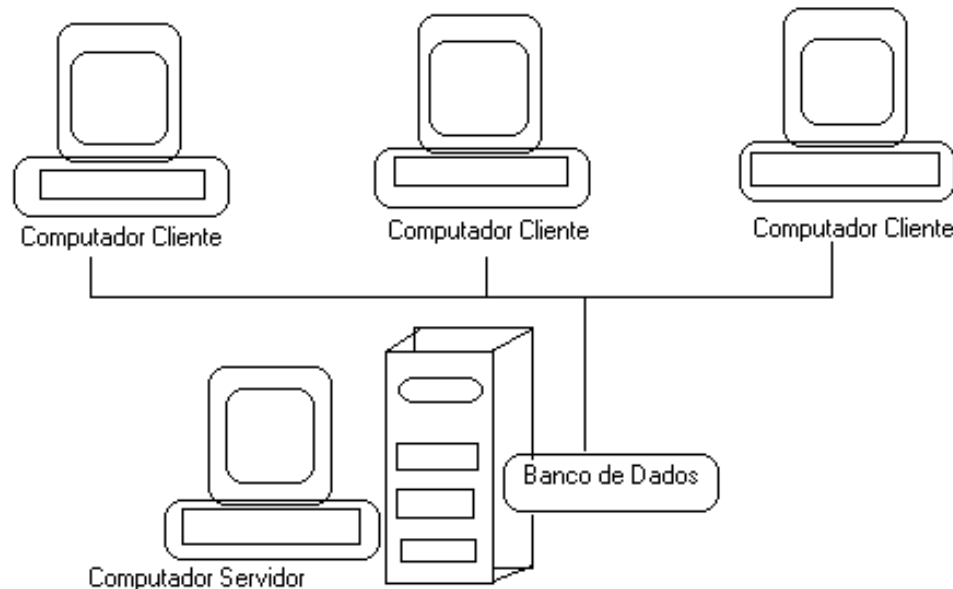 Computador Cliente
Computador Cliente
Computador Cliente
Banco de Dados
Computador Servidor